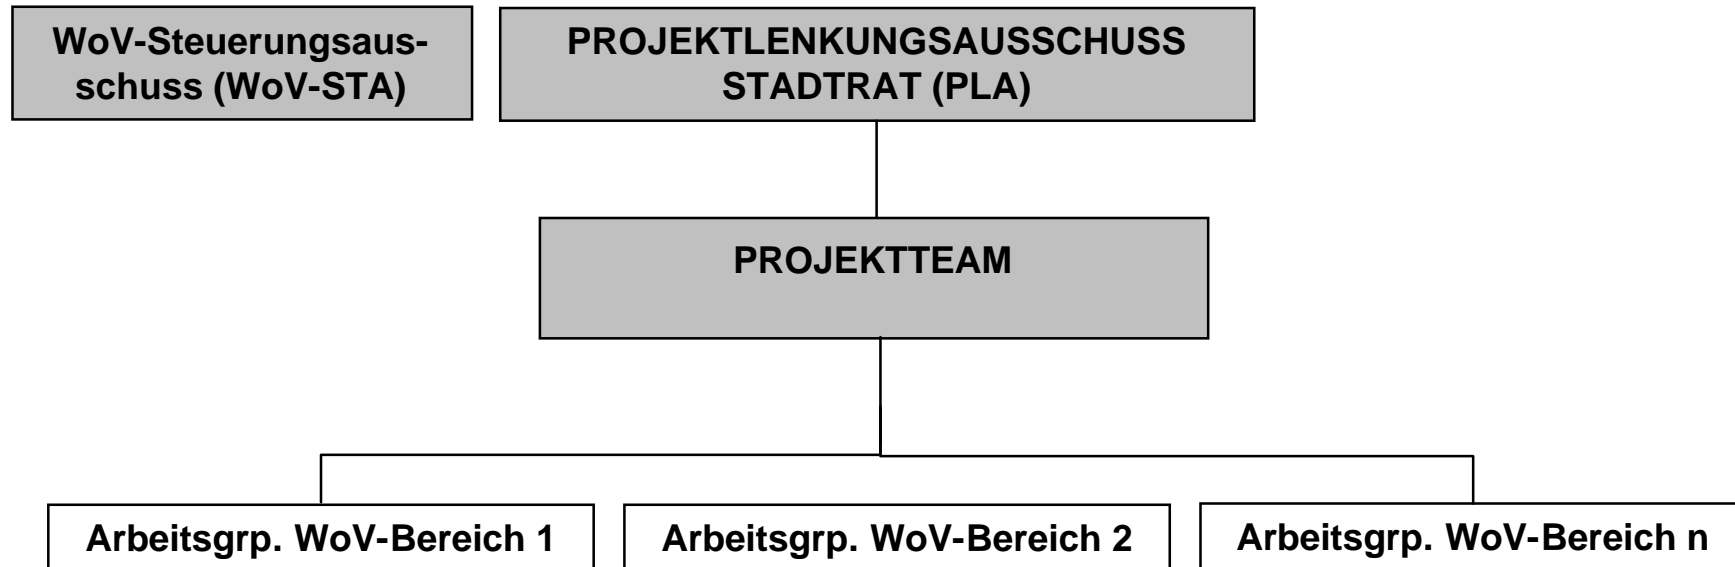 WoV-Steuerungsaus-
schuss (WoV-STA)
PROJEKTLENKUNGSAUSSCHUSS
STADTRAT (PLA)
PROJEKTTEAM
Arbeitsgrp. WoV-Bereich 1
Arbeitsgrp. WoV-Bereich 2
Arbeitsgrp. WoV-Bereich n